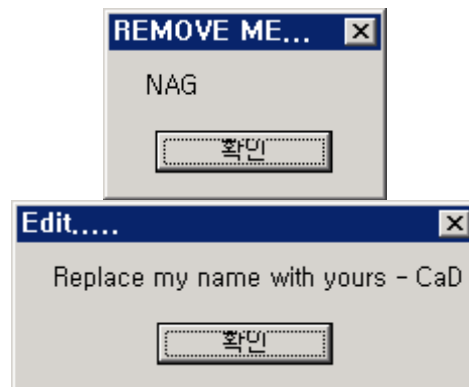 REMOVE ME...
NAG
확인
Edit.....
Replace my name with yours - CaD
확인